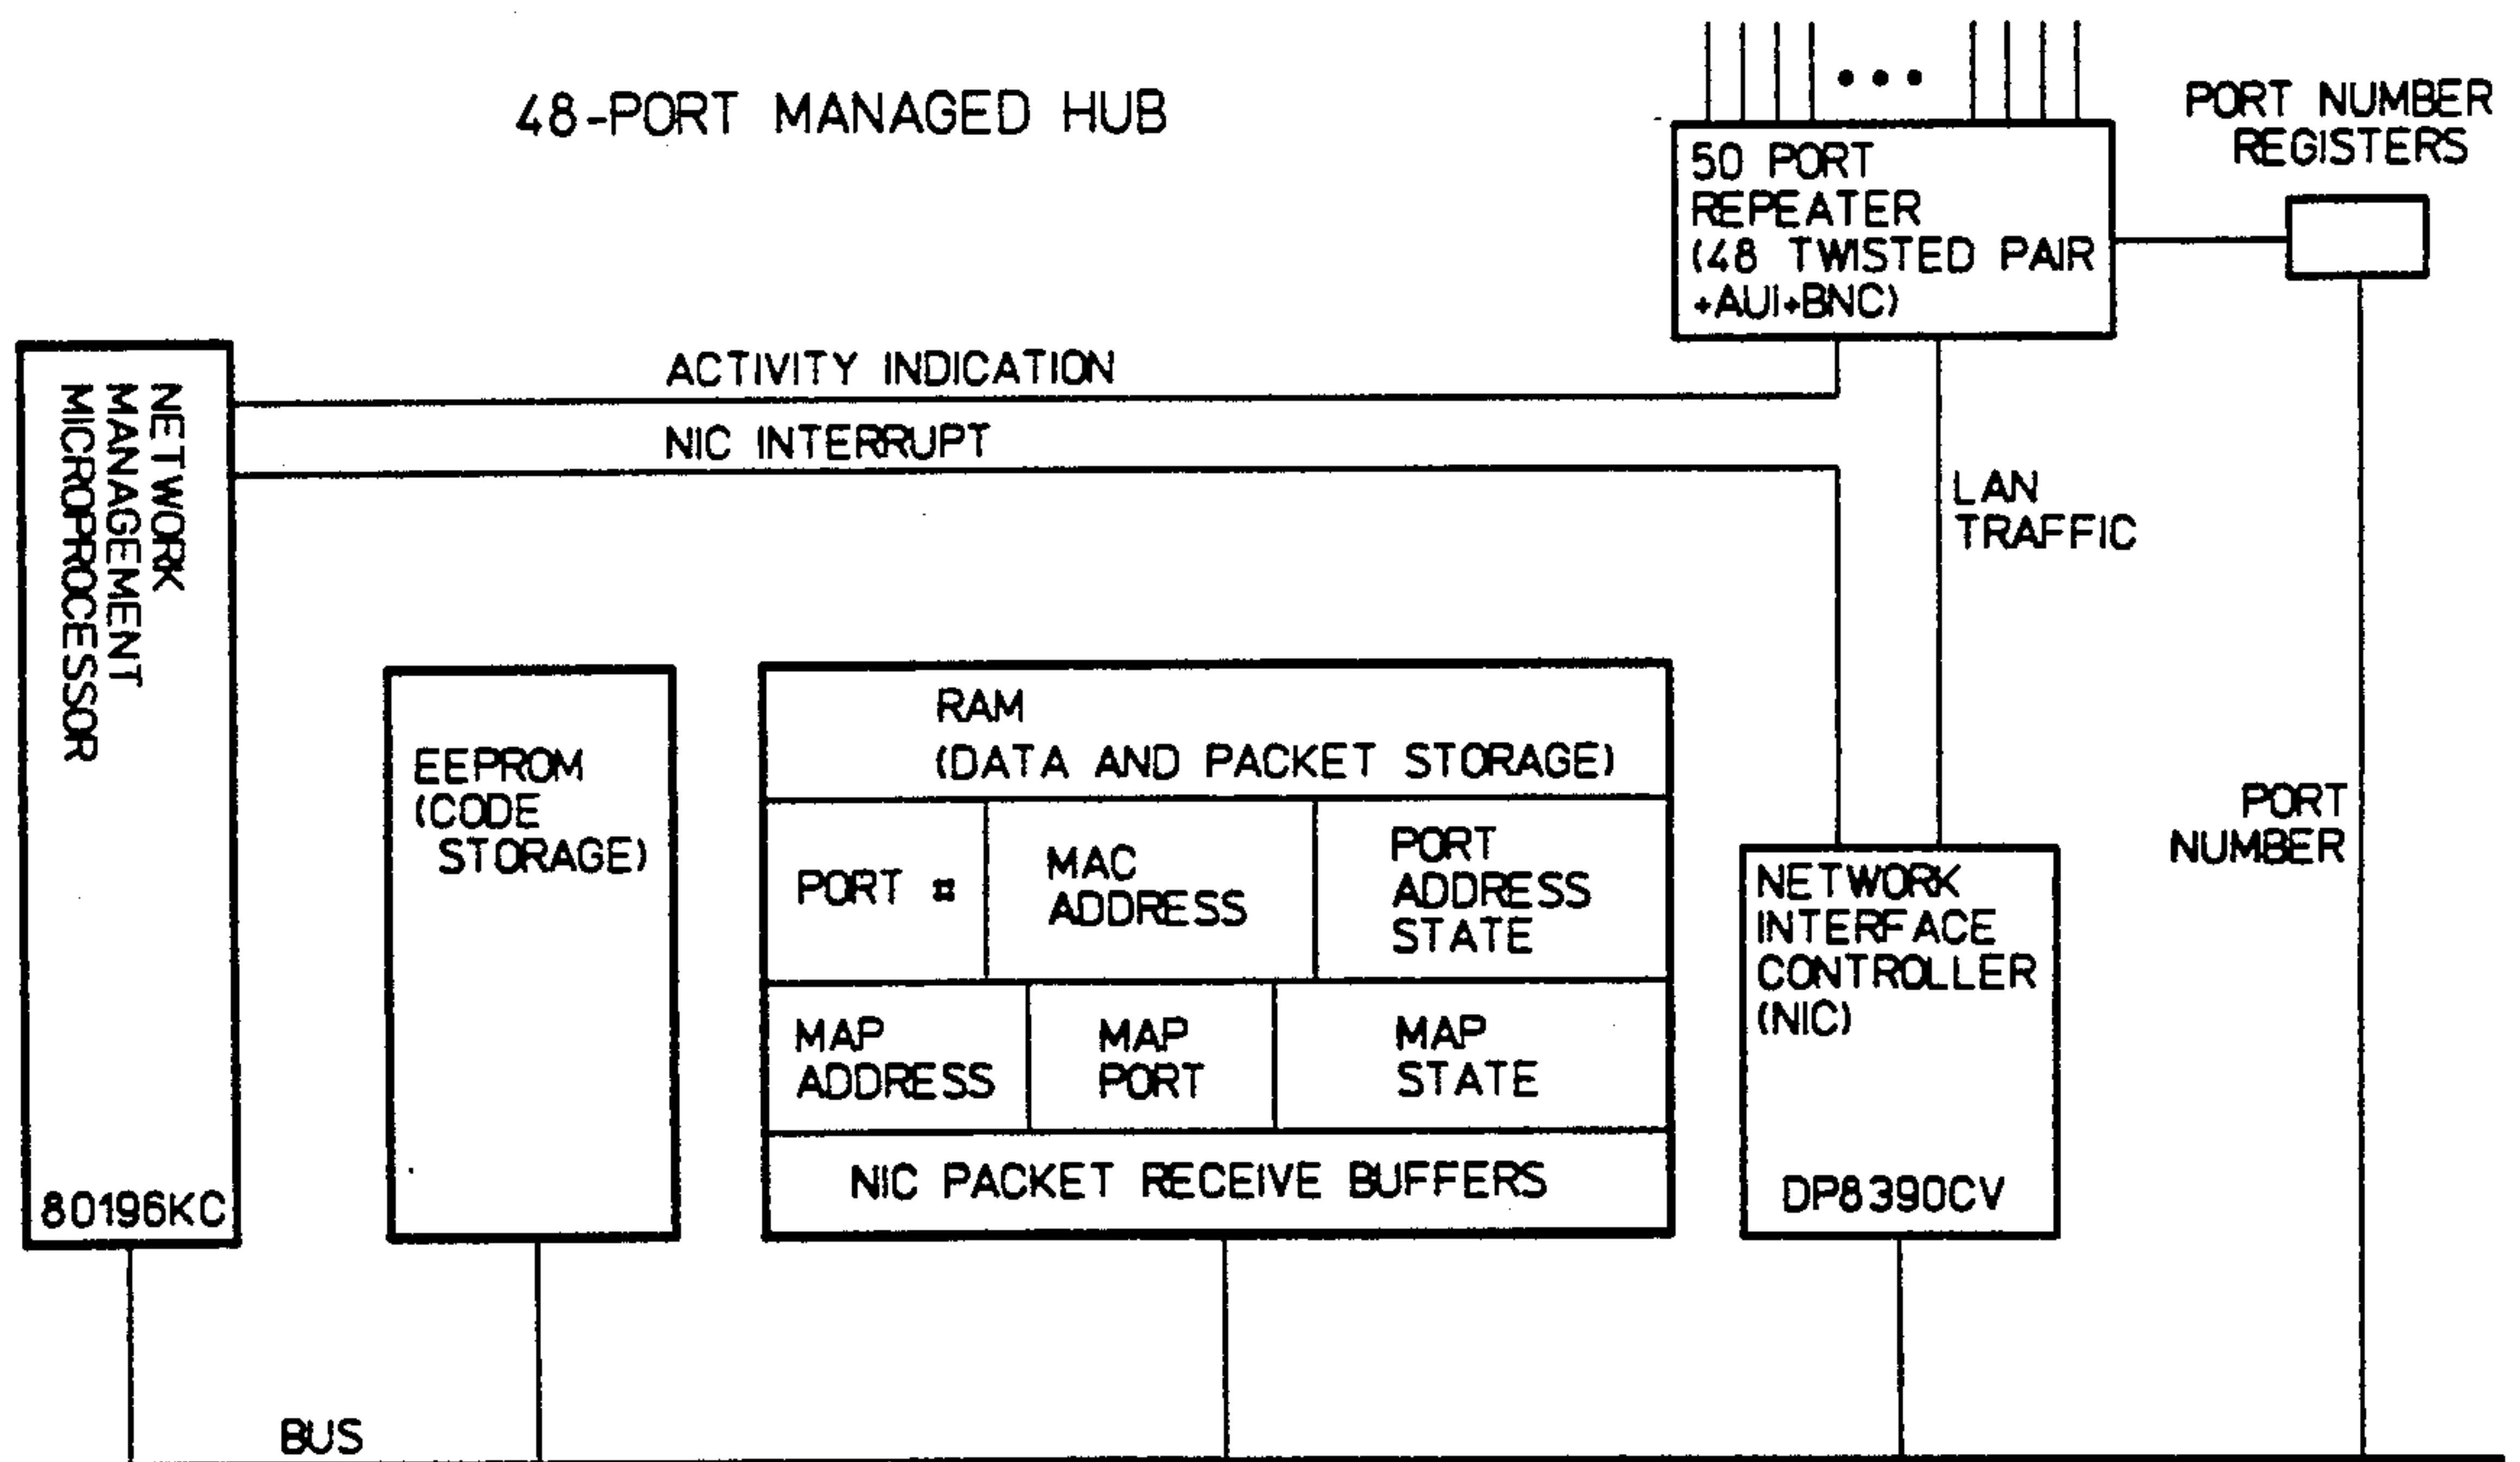 48-PORT MANAGED HUB
50 PORT
REPEATER
(48 TWISTED PAIR
+AUI+BNC)
PORT NUMBER
REGISTERS
ACTIVITY INDICATION
NIC INTERRUPT
LAN
TRAFFIC
NETWORK
MANAGEMENT
MICROPROCESSOR
80196KC
EEPROM
(CODE
STORAGE)
RAM
(DATA AND PACKET STORAGE)
PORT #
MAC
ADDRESS
PORT
ADDRESS
STATE
MAP
ADDRESS
MAP
PORT
MAP
STATE
NIC PACKET RECEIVE BUFFERS
NETWORK
INTERFACE
CONTROLLER
(NIC)
DP8390CV
PORT
NUMBER
BUS